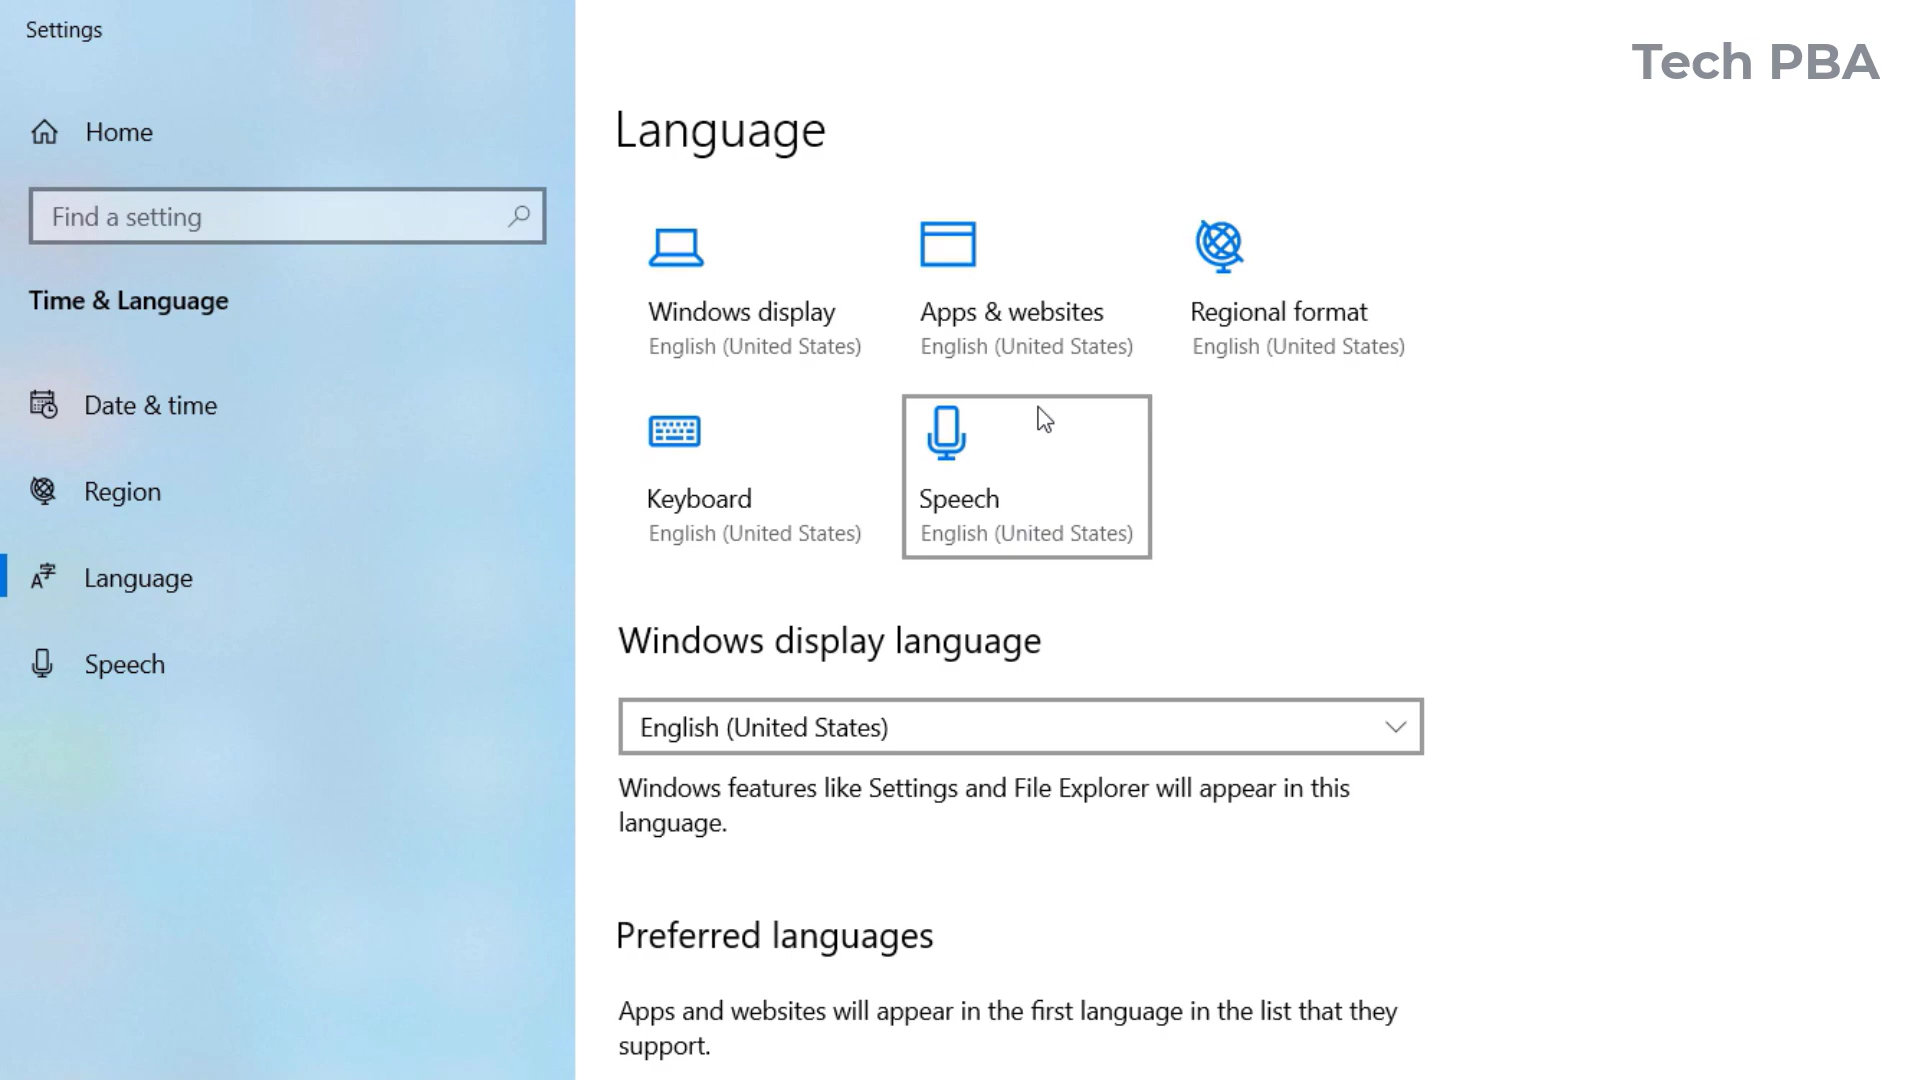 Settings
Tech PBA
Home
Find a setting
Time & Language
Date & time
Region
Language
Speech
Language
Windows display
English (United States)
Apps & websites
English (United States)
Regional format
English (United States)
Keyboard
English (United States)
Speech
English (United States)
Windows display language
English (United States)
Windows features like Settings and File Explorer will appear in this
language.
Preferred languages
Apps and websites will appear in the first language in the list that they
support.